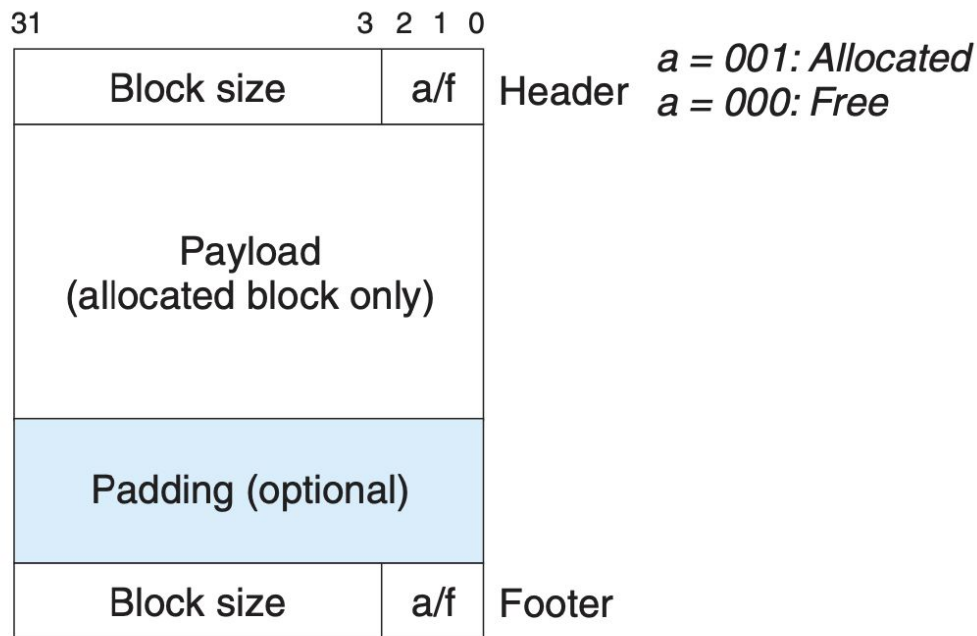 31 3 2 1 0
Block size a/f Header a = 001: Allocated
a = 000: Free
Payload
(allocated block only)
Padding (optional)
Block size a/f Footer